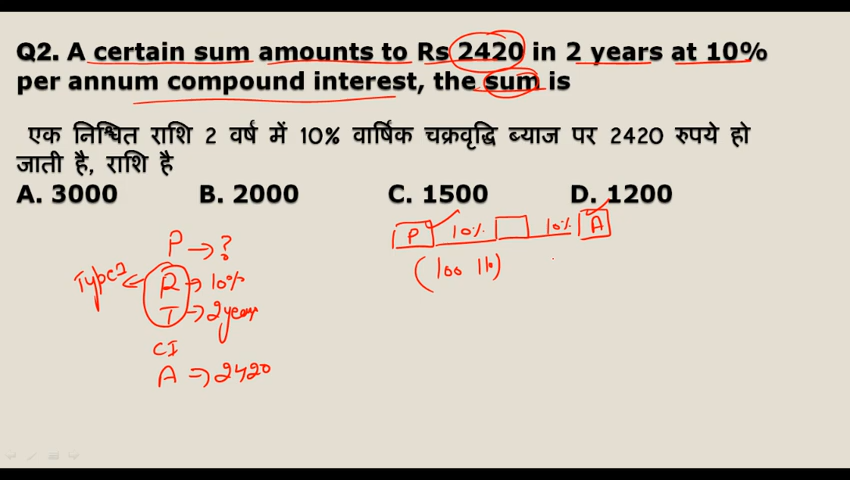 Q2. A certain sum amounts to Rs 2420 in 2 years at 10%
per annum compound interest, the sum is
एक निश्चित राशि 2 वर्ष में 10% वार्षिक चक्रवृद्धि ब्याज पर 2420 रुपये हो
जाती है, राशि है
A. 3000 B. 2000 C. 1500 D. 1200
P → ?
R → 10%
T → 2 years
CI
A ⇒ 2420
P 10% 10% A
(100 110)